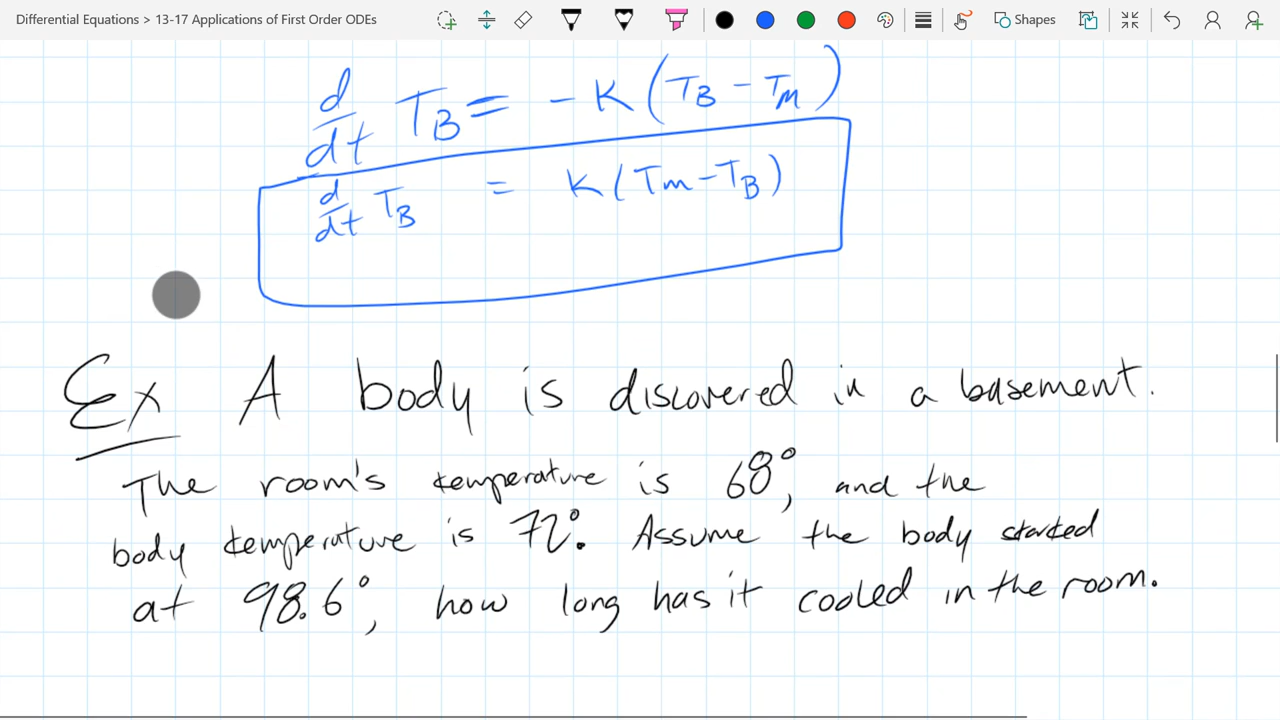 Differential Equations > 13-17 Applications of First Order ODEs
Shapes
d/dt T_B = -K(T_B - T_m)
d/dt T_B = K(T_m - T_B)
Ex A body is discovered in a basement.
The room's temperature is 68°, and the
body temperature is 72°. Assume the body started
at 98.6°, how long has it cooled in the room.